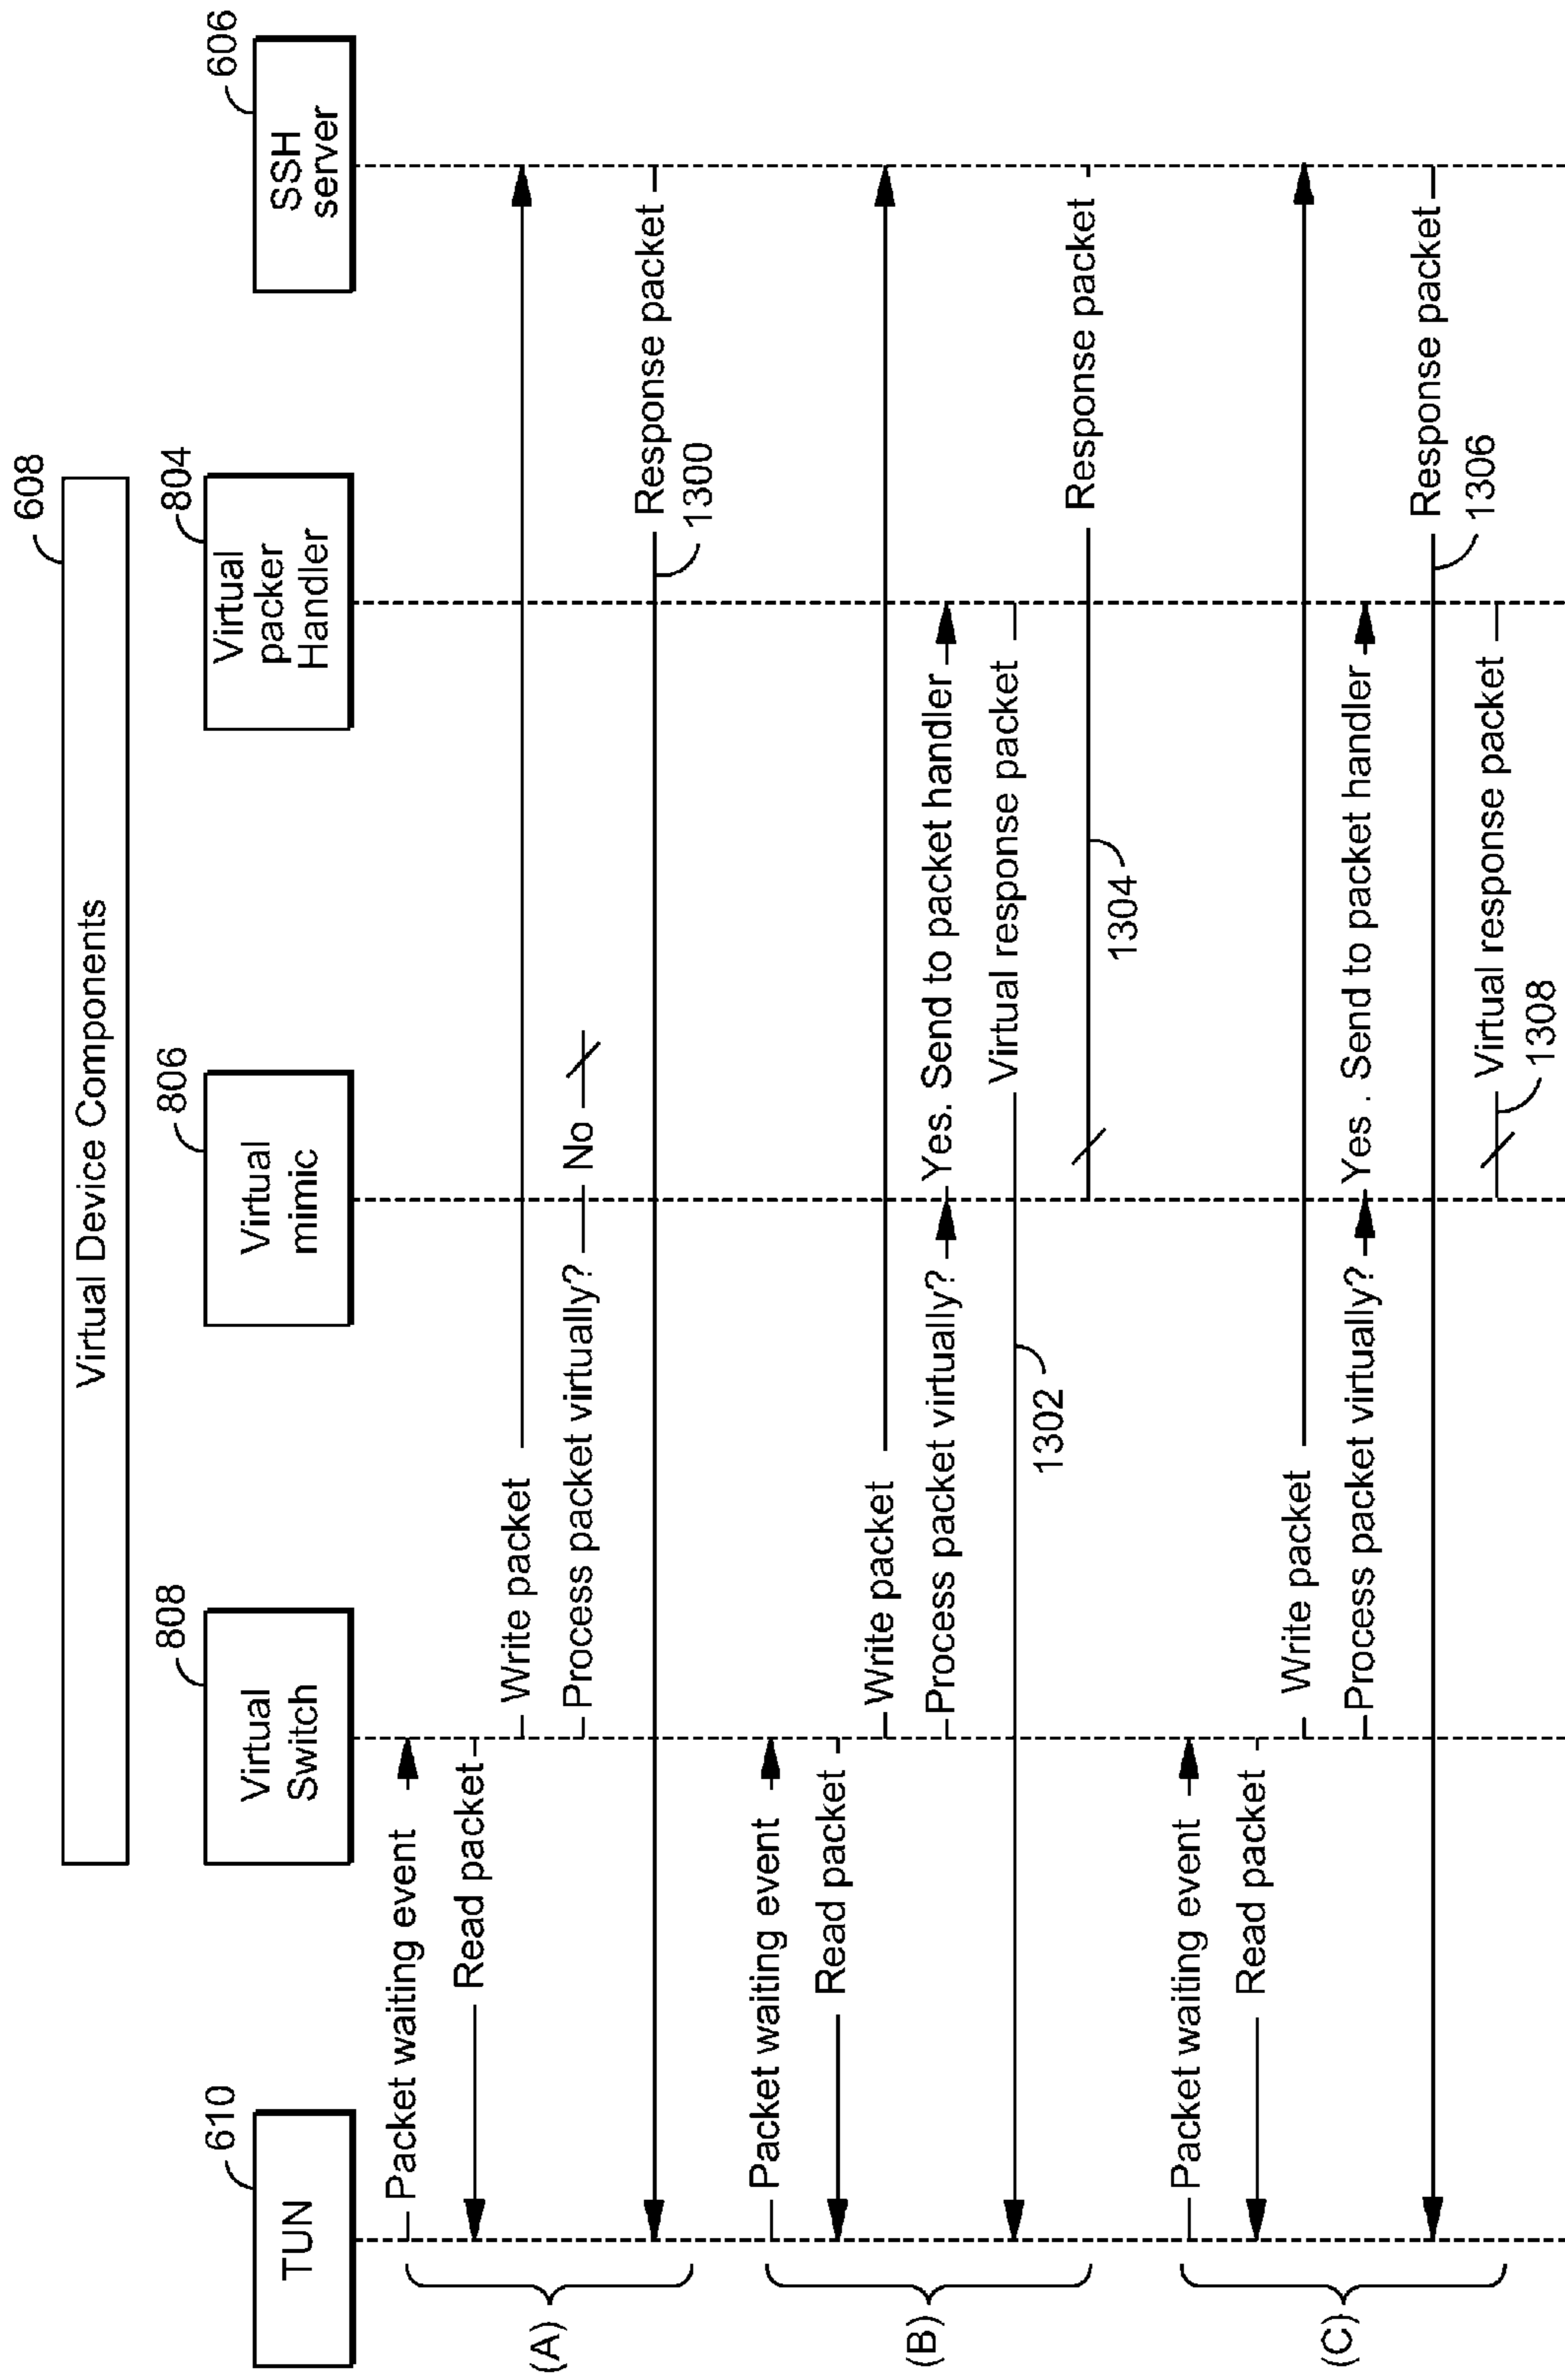 608
Virtual Device Components
610
TUN
808
Virtual
Switch
806
Virtual
mimic
804
Virtual
packer
Handler
606
SSH
server
(A)
Packet waiting event
Read packet
Write packet
Process packet virtually?
No
Response packet
1300
(B)
Packet waiting event
Read packet
Write packet
Process packet virtually?
Yes. Send to packet handler
Virtual response packet
1302
Response packet
1304
(C)
Packet waiting event
Read packet
Write packet
Process packet virtually?
Yes . Send to packet handler
Response packet
1306
Virtual response packet
1308